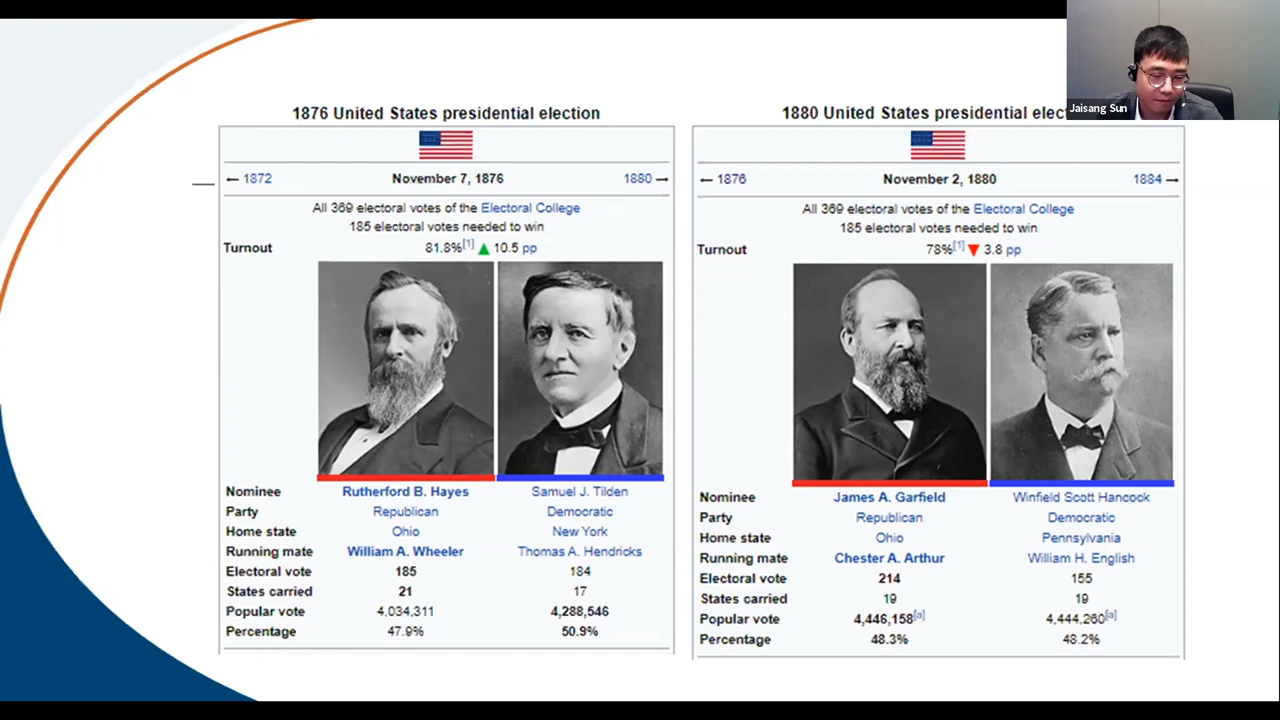 Jaisang Sun
1876 United States presidential election
← 1872 November 7, 1876 1880 →
All 369 electoral votes of the Electoral College
185 electoral votes needed to win
Turnout 81.8%[1] ▲ 10.5 pp
Nominee Rutherford B. Hayes Samuel J. Tilden
Party Republican Democratic
Home state Ohio New York
Running mate William A. Wheeler Thomas A. Hendricks
Electoral vote 185 184
States carried 21 17
Popular vote 4,034,311 4,288,546
Percentage 47.9% 50.9%
1880 United States presidential
← 1876 November 2, 1880 1884 →
All 369 electoral votes of the Electoral College
185 electoral votes needed to win
Turnout 78%[1] ▼ 3.8 pp
Nominee James A. Garfield Winfield Scott Hancock
Party Republican Democratic
Home state Ohio Pennsylvania
Running mate Chester A. Arthur William H. English
Electoral vote 214 155
States carried 19 19
Popular vote 4,446,158[a] 4,444,260[a]
Percentage 48.3% 48.2%